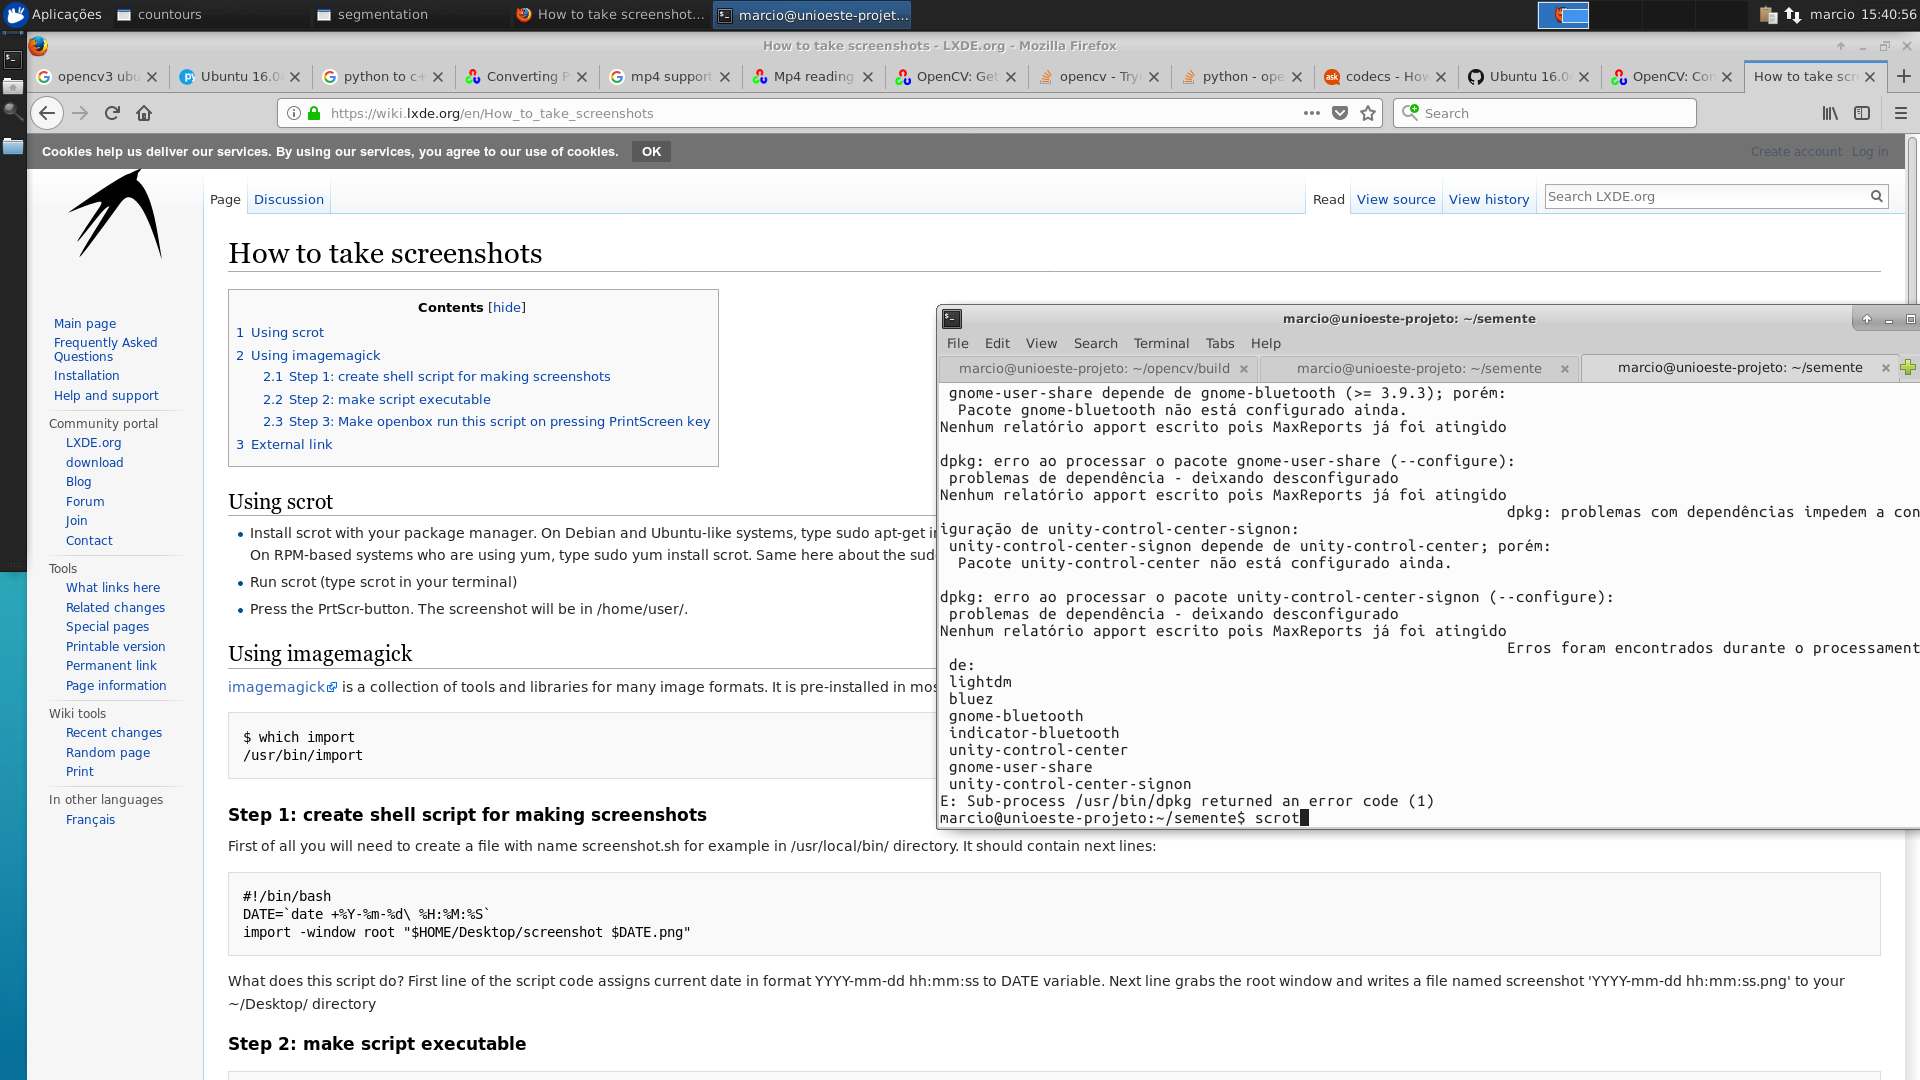 Aplicações
countours
segmentation
How to take screenshot...
marcio@unioeste-projet...
marcio 15:40:56
How to take screenshots - LXDE.org - Mozilla Firefox
opencv3 ubu
Ubuntu 16.0
python to c+
Converting P
mp4 support
Mp4 reading
OpenCV: Get
opencv - Tryi
python - ope
codecs - How
Ubuntu 16.0
OpenCV: Con
How to take scr
https://wiki.lxde.org/en/How_to_take_screenshots
Search
Cookies help us deliver our services. By using our services, you agree to our use of cookies.
OK
Create account
Log in
Page
Discussion
Read
View source
View history
Search LXDE.org
Main page
Frequently Asked
Questions
Installation
Help and support
Community portal
LXDE.org
download
Blog
Forum
Join
Contact
Tools
What links here
Related changes
Special pages
Printable version
Permanent link
Page information
Wiki tools
Recent changes
Random page
Print
In other languages
Français
How to take screenshots
Contents [hide]
1 Using scrot
2 Using imagemagick
2.1 Step 1: create shell script for making screenshots
2.2 Step 2: make script executable
2.3 Step 3: Make openbox run this script on pressing PrintScreen key
3 External link
Using scrot
Install scrot with your package manager. On Debian and Ubuntu-like systems, type sudo apt-get
On RPM-based systems who are using yum, type sudo yum install scrot. Same here about the
Run scrot (type scrot in your terminal)
Press the PrtScr-button. The screenshot will be in /home/user/.
Using imagemagick
imagemagick is a collection of tools and libraries for many image formats. It is pre-installed in
$ which import
/usr/bin/import
Step 1: create shell script for making screenshots
First of all you will need to create a file with name screenshot.sh for example in /usr/local/bin/ directory. It should contain next lines:
#!/bin/bash
DATE=`date +%Y-%m-%d\ %H:%M:%S`
import -window root "$HOME/Desktop/screenshot $DATE.png"
What does this script do? First line of the script code assigns current date in format YYYY-mm-dd hh:mm:ss to DATE variable. Next line grabs the root window and writes a file named screenshot 'YYYY-mm-dd hh:mm:ss.png' to your
~/Desktop/ directory
Step 2: make script executable
marcio@unioeste-projeto: ~/semente
File Edit View Search Terminal Tabs Help
marcio@unioeste-projeto: ~/opencv/build
marcio@unioeste-projeto: ~/semente
marcio@unioeste-projeto: ~/semente
gnome-user-share depende de gnome-bluetooth (>= 3.9.3); porém:
Pacote gnome-bluetooth não está configurado ainda.
Nenhum relatório apport escrito pois MaxReports já foi atingido
dpkg: erro ao processar o pacote gnome-user-share (--configure):
problemas de dependência - deixando desconfigurado
Nenhum relatório apport escrito pois MaxReports já foi atingido
dpkg: problemas com dependências impedem a con
iguração de unity-control-center-signon:
unity-control-center-signon depende de unity-control-center; porém:
Pacote unity-control-center não está configurado ainda.
dpkg: erro ao processar o pacote unity-control-center-signon (--configure):
problemas de dependência - deixando desconfigurado
Nenhum relatório apport escrito pois MaxReports já foi atingido
Erros foram encontrados durante o processament
de:
lightdm
bluez
gnome-bluetooth
indicator-bluetooth
unity-control-center
gnome-user-share
unity-control-center-signon
E: Sub-process /usr/bin/dpkg returned an error code (1)
marcio@unioeste-projeto:~/semente$ scrot